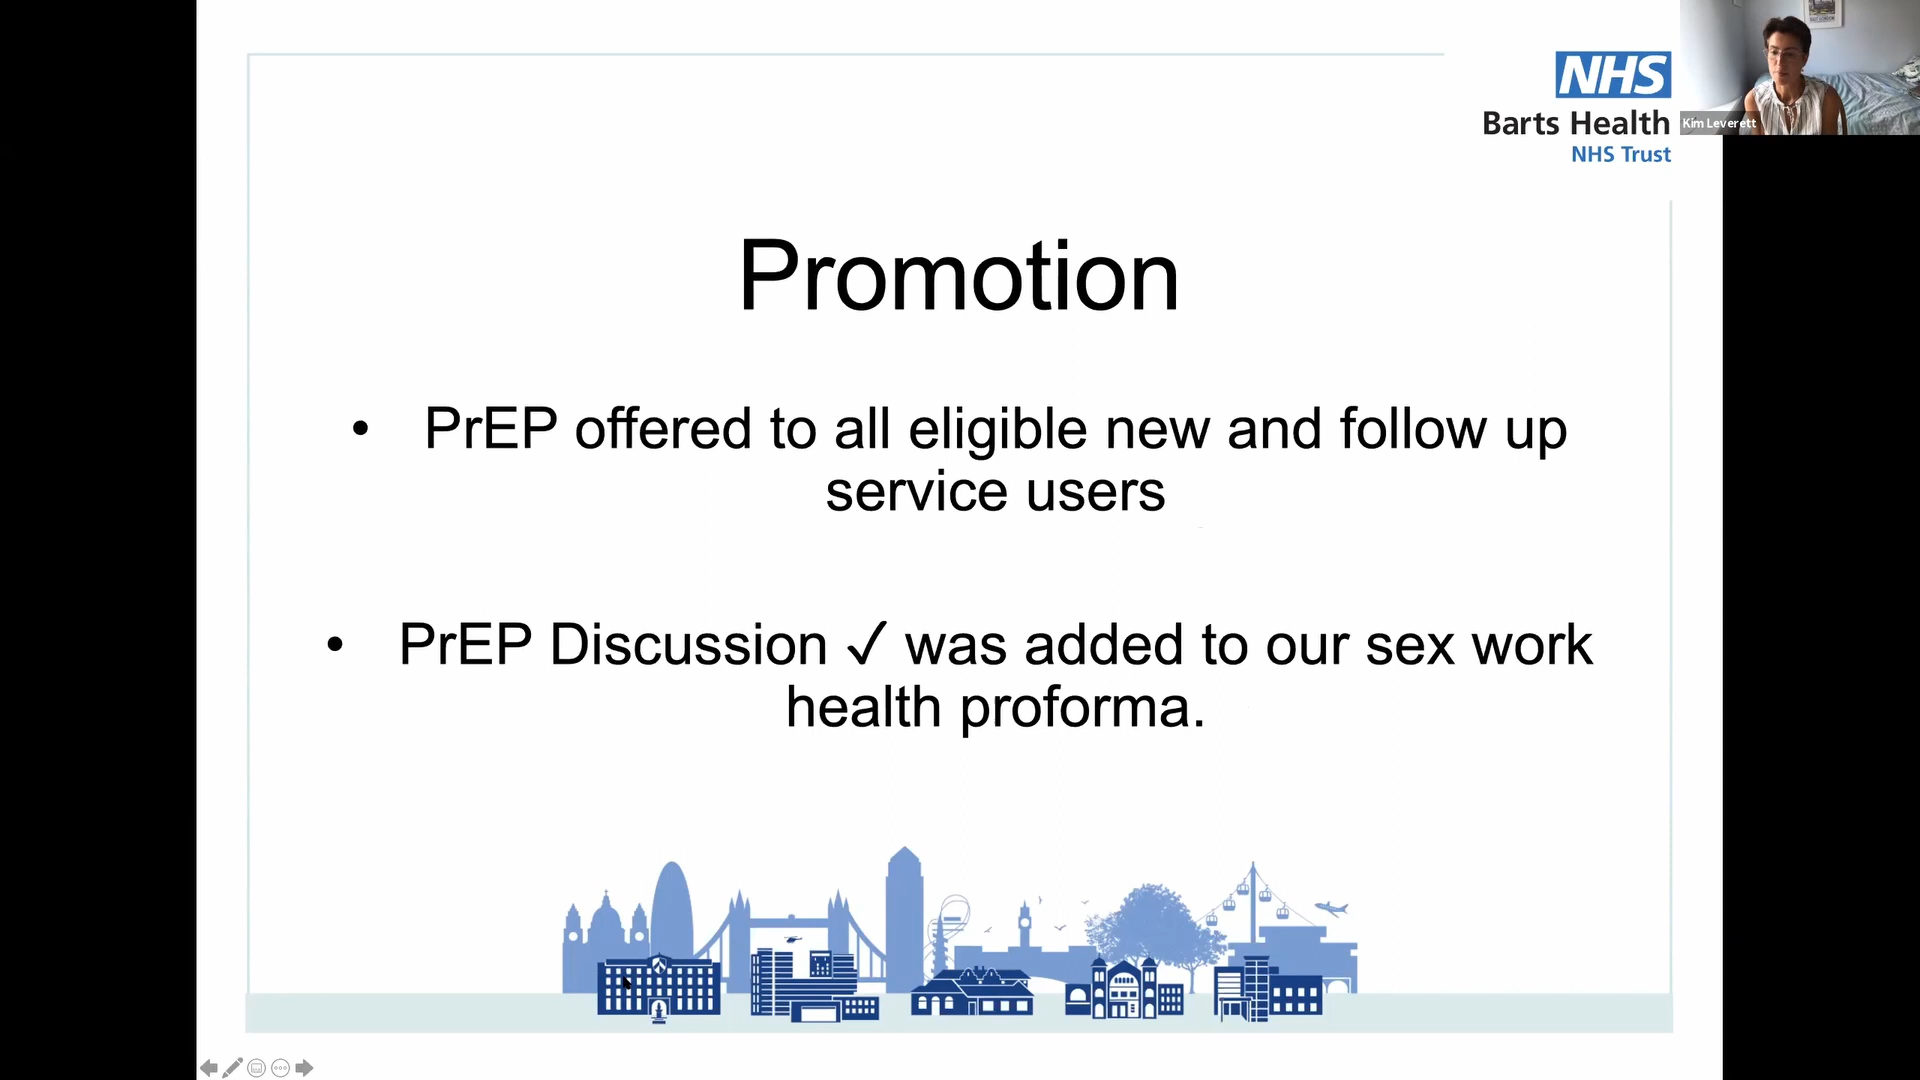 NHS
Barts Health
NHS Trust
Kim Leverett
Promotion
• PrEP offered to all eligible new and follow up
service users
• PrEP Discussion ✓ was added to our sex work
health proforma.